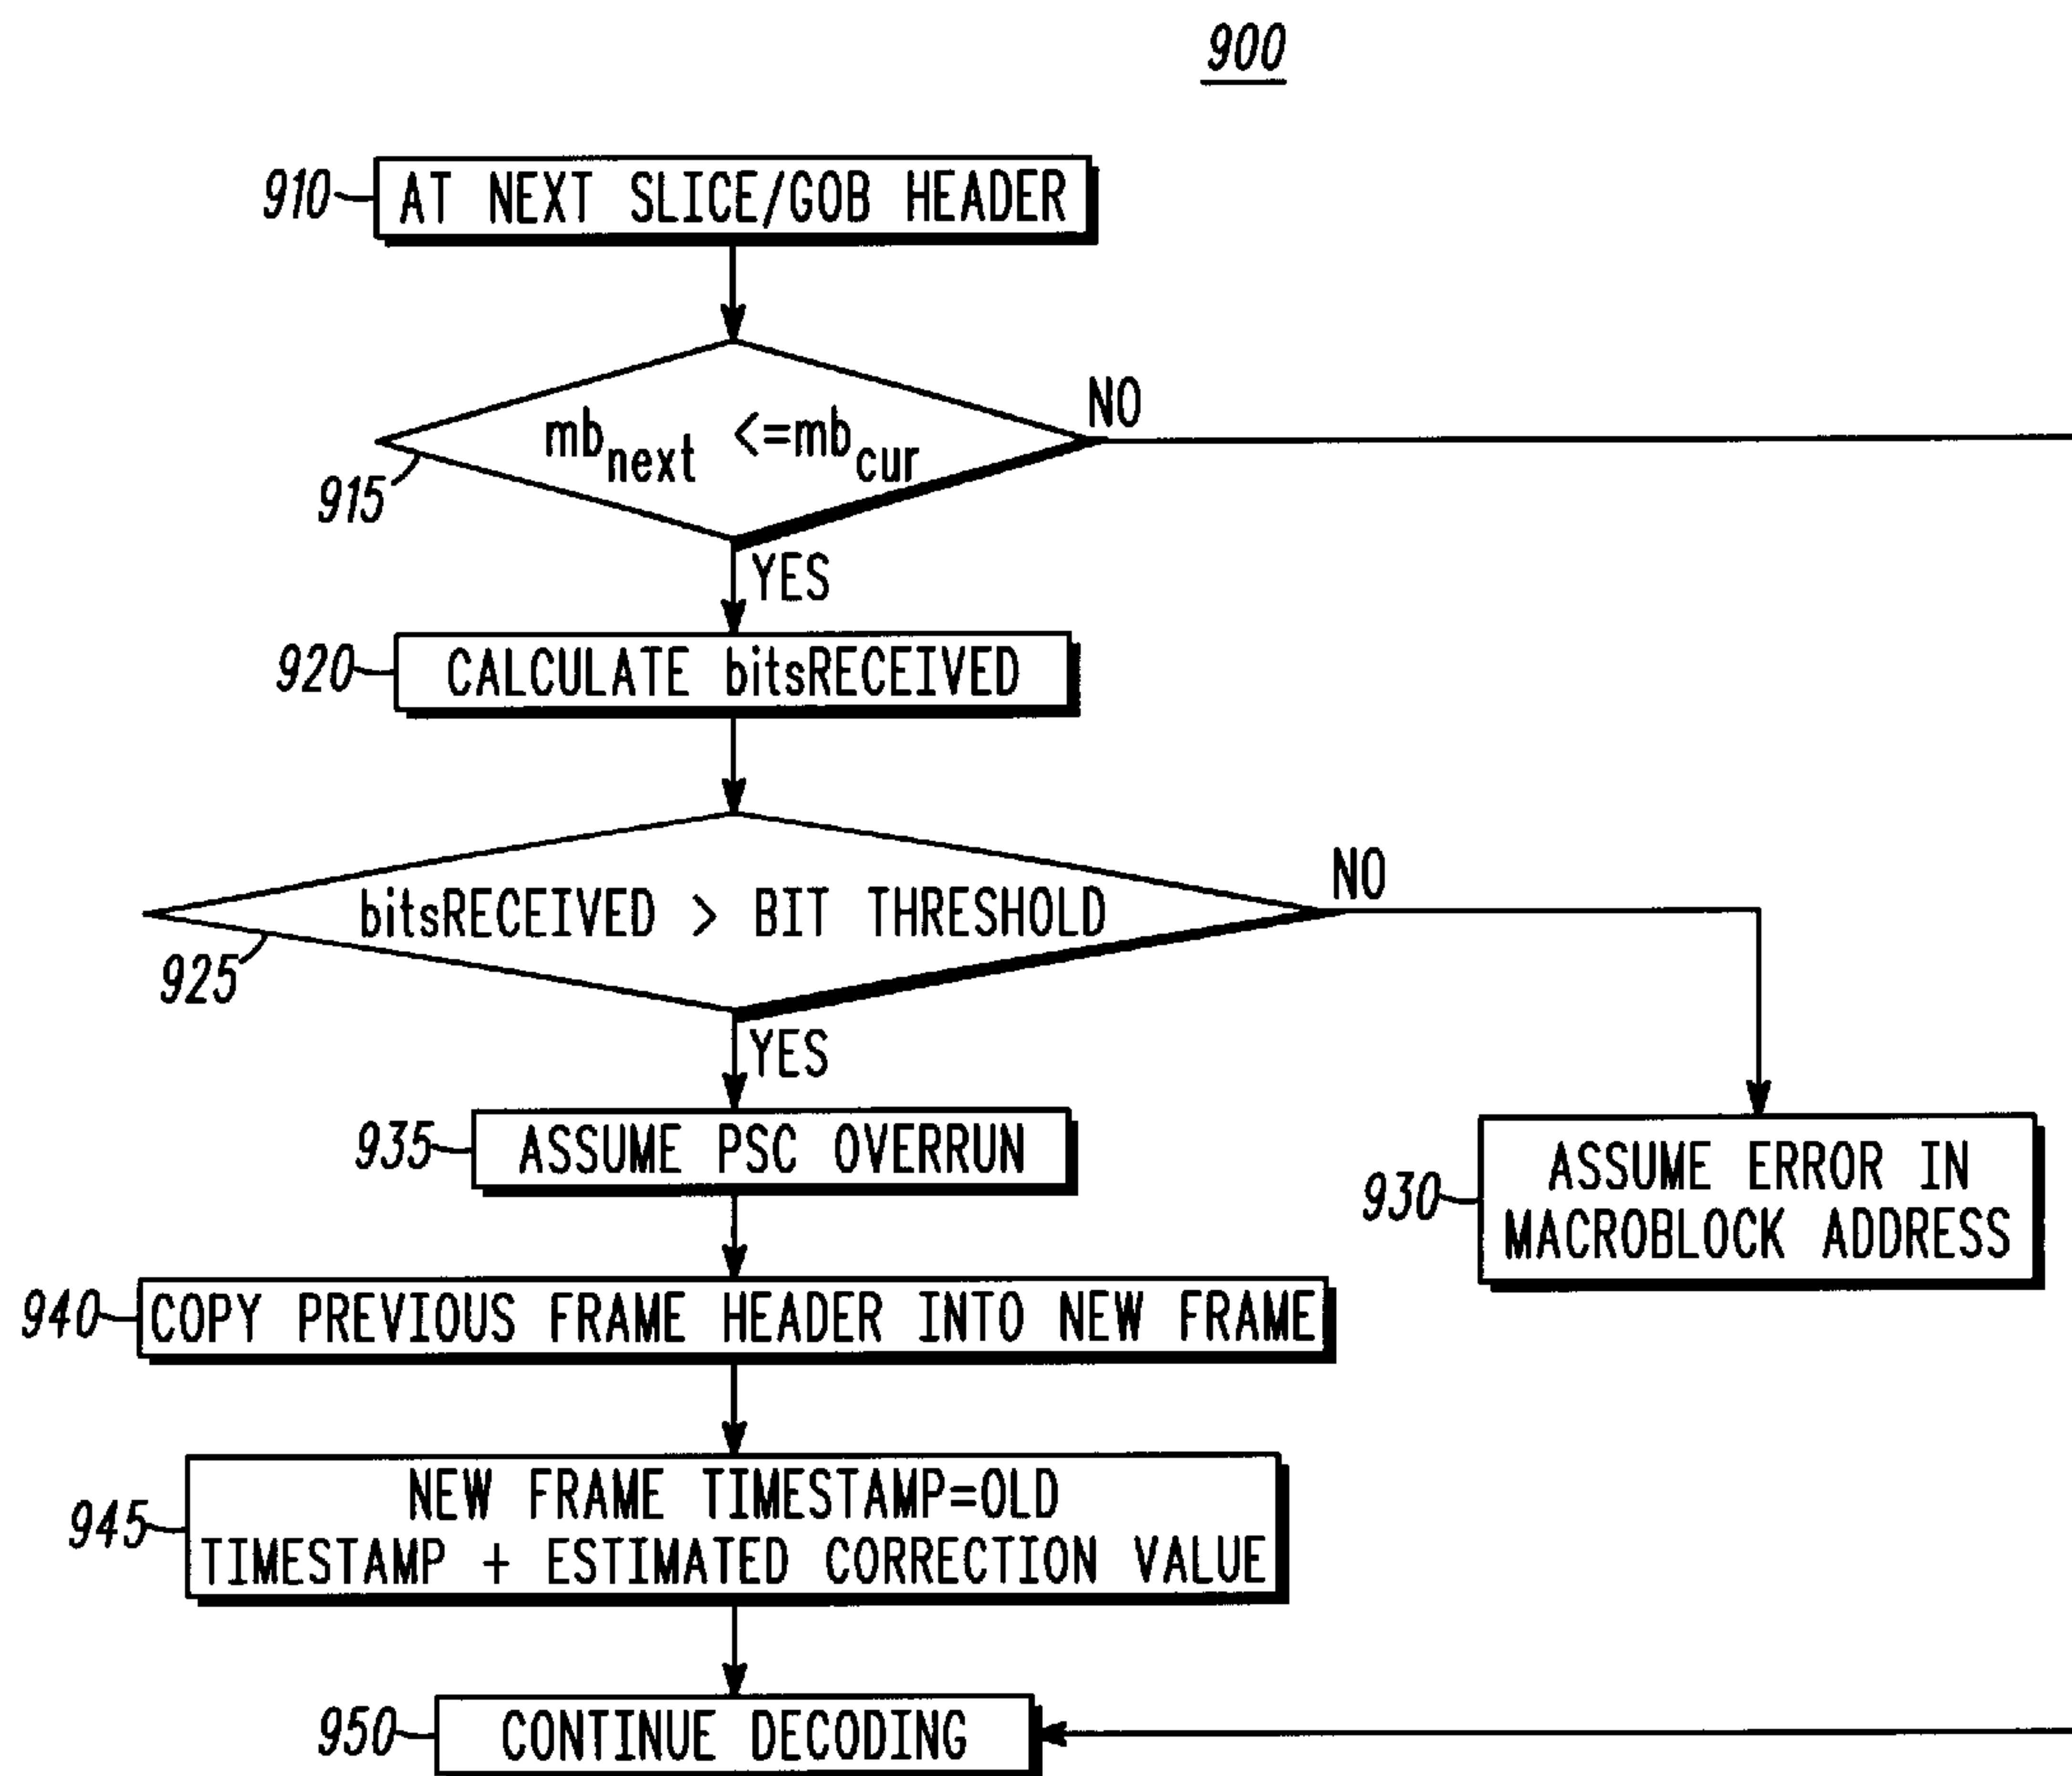 900
910
AT NEXT SLICE/GOB HEADER
mb_next <=mb_cur
NO
915
YES
920
CALCULATE bitsRECEIVED
bitsRECEIVED > BIT THRESHOLD
NO
925
YES
935
ASSUME PSC OVERRUN
930
ASSUME ERROR IN
MACROBLOCK ADDRESS
940
COPY PREVIOUS FRAME HEADER INTO NEW FRAME
945
NEW FRAME TIMESTAMP=OLD
TIMESTAMP + ESTIMATED CORRECTION VALUE
950
CONTINUE DECODING